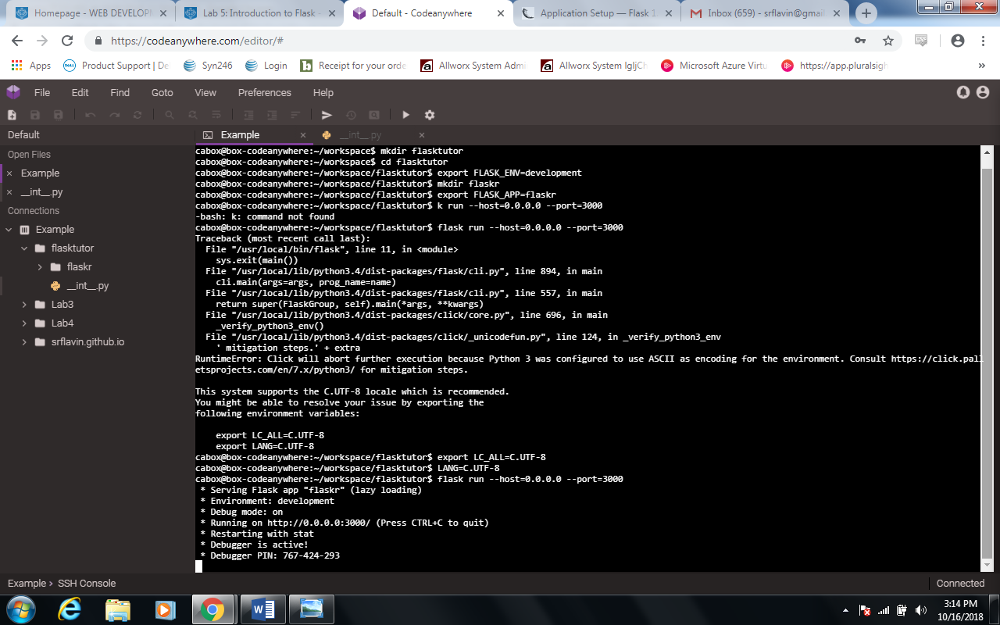 Homepage - WEB DEVELOPM
Lab 5: Introduction to Flask -
Default - Codeanywhere
Application Setup — Flask 1
Inbox (659) - srflavin@gmail
https://codeanywhere.com/editor/#
CSS
Apps
Product Support | De
Syn246
Login
Receipt for your orde
Allworx System Admi
Allworx System IgljCh
Microsoft Azure Virtu
https://app.pluralsigh
»
File Edit Find Goto View Preferences Help
Default
Example
__int__.py
Open Files
Example
__int__.py
Connections
Example
flasktutor
flaskr
__int__.py
Lab3
Lab4
srflavin.github.io
cabox@box-codeanywhere:~/workspace$ mkdir flasktutor
cabox@box-codeanywhere:~/workspace$ cd flasktutor
cabox@box-codeanywhere:~/workspace/flasktutor$ export FLASK_ENV=development
cabox@box-codeanywhere:~/workspace/flasktutor$ mkdir flaskr
cabox@box-codeanywhere:~/workspace/flasktutor$ export FLASK_APP=flaskr
cabox@box-codeanywhere:~/workspace/flasktutor$ k run --host=0.0.0.0 --port=3000
-bash: k: command not found
cabox@box-codeanywhere:~/workspace/flasktutor$ flask run --host=0.0.0.0 --port=3000
Traceback (most recent call last):
  File "/usr/local/bin/flask", line 11, in <module>
    sys.exit(main())
  File "/usr/local/lib/python3.4/dist-packages/flask/cli.py", line 894, in main
    cli.main(args=args, prog_name=name)
  File "/usr/local/lib/python3.4/dist-packages/flask/cli.py", line 557, in main
    return super(FlaskGroup, self).main(*args, **kwargs)
  File "/usr/local/lib/python3.4/dist-packages/click/core.py", line 696, in main
    _verify_python3_env()
  File "/usr/local/lib/python3.4/dist-packages/click/_unicodefun.py", line 124, in _verify_python3_env
    ' mitigation steps.' + extra
RuntimeError: Click will abort further execution because Python 3 was configured to use ASCII as encoding for the environment. Consult https://click.pall
etsprojects.com/en/7.x/python3/ for mitigation steps.
This system supports the C.UTF-8 locale which is recommended.
You might be able to resolve your issue by exporting the
following environment variables:
    export LC_ALL=C.UTF-8
    export LANG=C.UTF-8
cabox@box-codeanywhere:~/workspace/flasktutor$ export LC_ALL=C.UTF-8
cabox@box-codeanywhere:~/workspace/flasktutor$ LANG=C.UTF-8
cabox@box-codeanywhere:~/workspace/flasktutor$ flask run --host=0.0.0.0 --port=3000
 * Serving Flask app "flaskr" (lazy loading)
 * Environment: development
 * Debug mode: on
 * Running on http://0.0.0.0:3000/ (Press CTRL+C to quit)
 * Restarting with stat
 * Debugger is active!
 * Debugger PIN: 767-424-293
Example › SSH Console
Connected
3:14 PM
10/16/2018